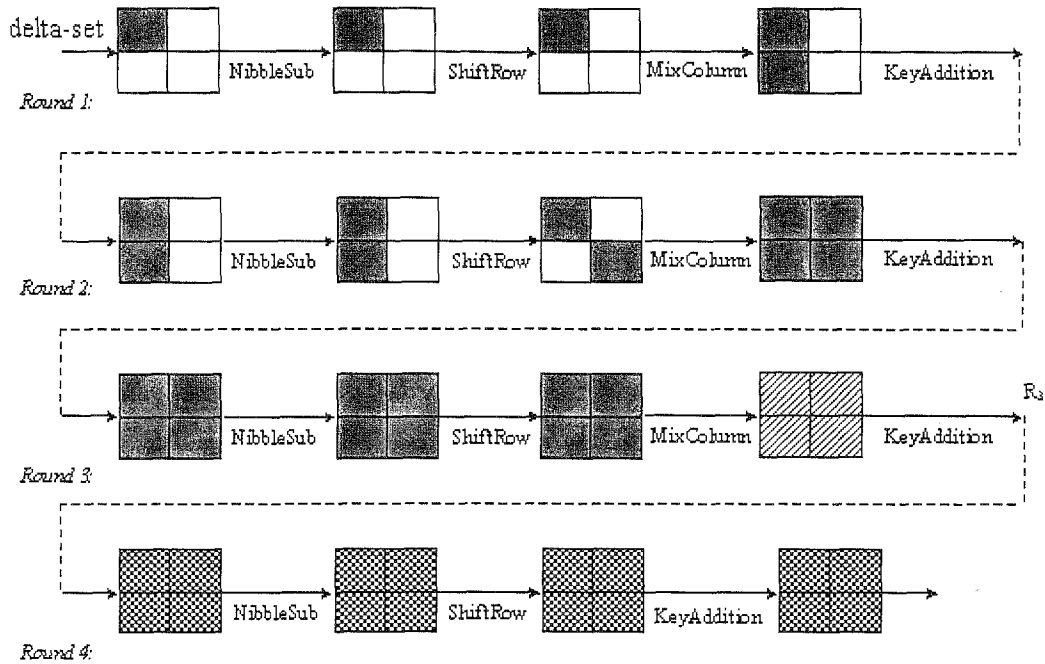 delta-set
NibbleSub
ShiftRow
MixColumn
KeyAddition
Round 1:
NibbleSub
ShiftRow
MixColumn
KeyAddition
Round 2:
R₃
NibbleSub
ShiftRow
MixColumn
KeyAddition
Round 3:
NibbleSub
ShiftRow
KeyAddition
Round 4: